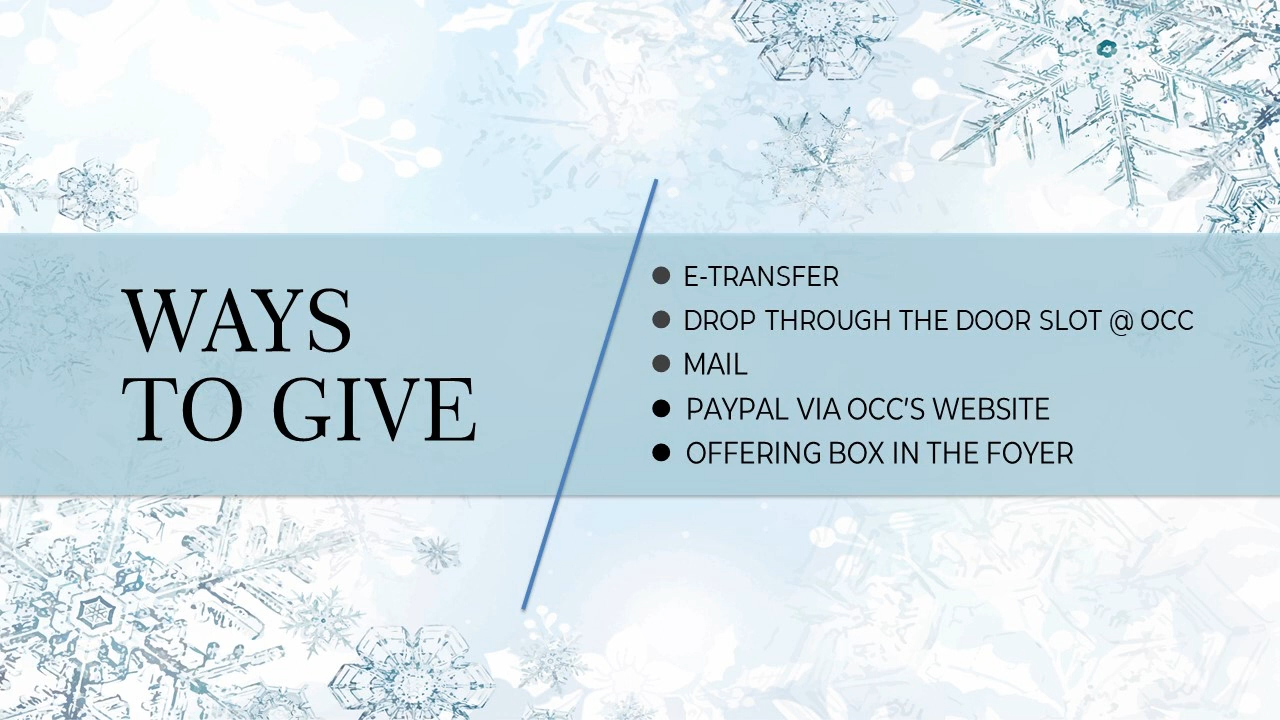 WAYS
TO GIVE
E-TRANSFER
DROP THROUGH THE DOOR SLOT @ OCC
MAIL
PAYPAL VIA OCC'S WEBSITE
OFFERING BOX IN THE FOYER